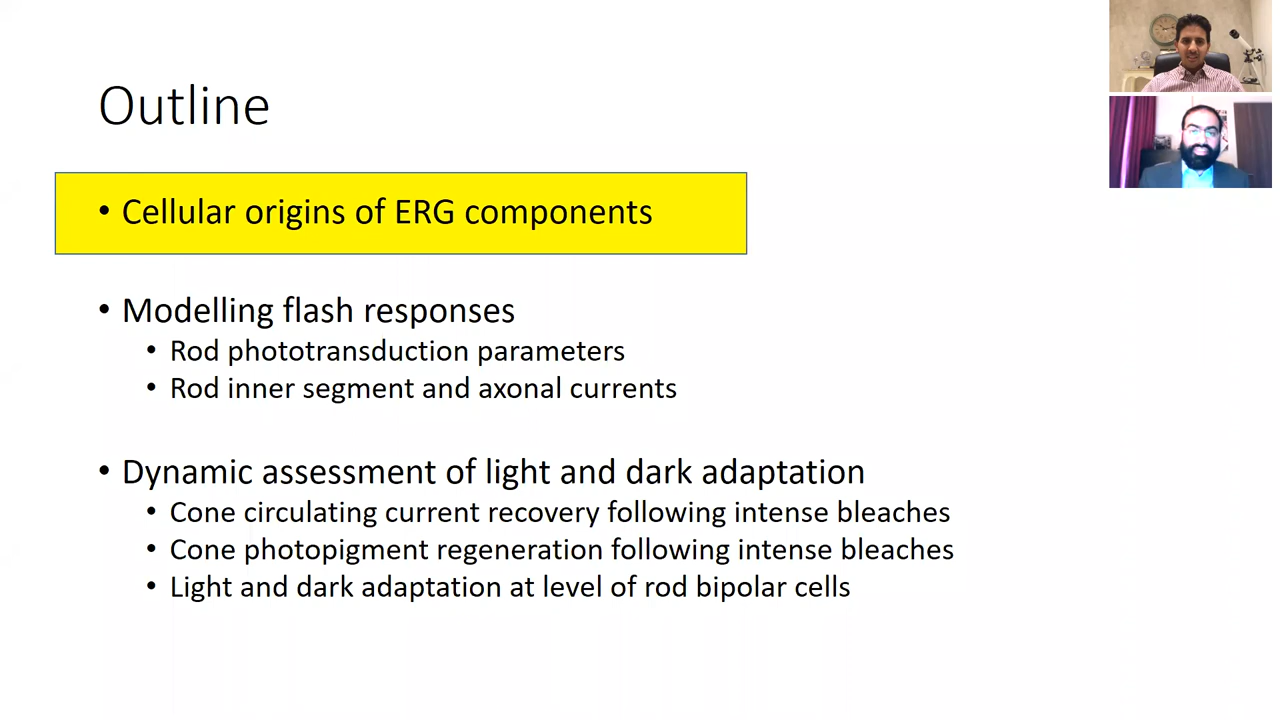 Outline
• Cellular origins of ERG components
• Modelling flash responses
• Rod phototransduction parameters
• Rod inner segment and axonal currents
• Dynamic assessment of light and dark adaptation
• Cone circulating current recovery following intense bleaches
• Cone photopigment regeneration following intense bleaches
• Light and dark adaptation at level of rod bipolar cells